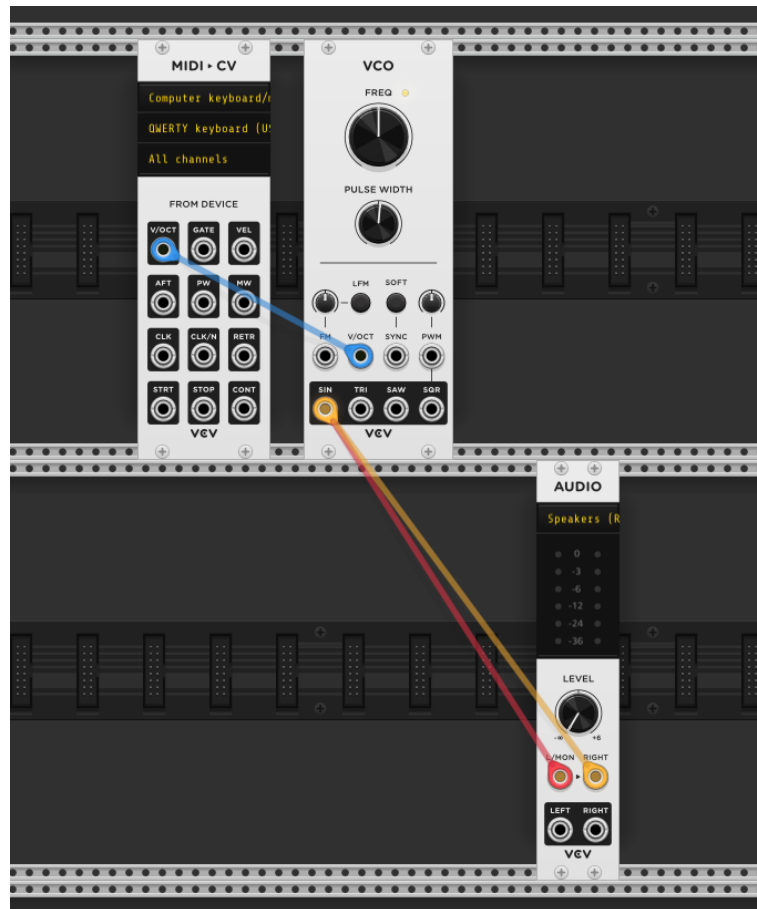 MIDI ▸ CV
Computer keyboard/
QWERTY keyboard (US
All channels
FROM DEVICE
V/OCT GATE VEL
AFT PW MW
CLK CLK/N RETR
STRT STOP CONT
VCV
VCO
FREQ
PULSE WIDTH
LFM SOFT
FM V/OCT SYNC PWM
SIN TRI SAW SQR
VCV
AUDIO
Speakers (R
0
-3
-6
-12
-24
-36
LEVEL
-∞ +6
L/MON RIGHT
LEFT RIGHT
VCV